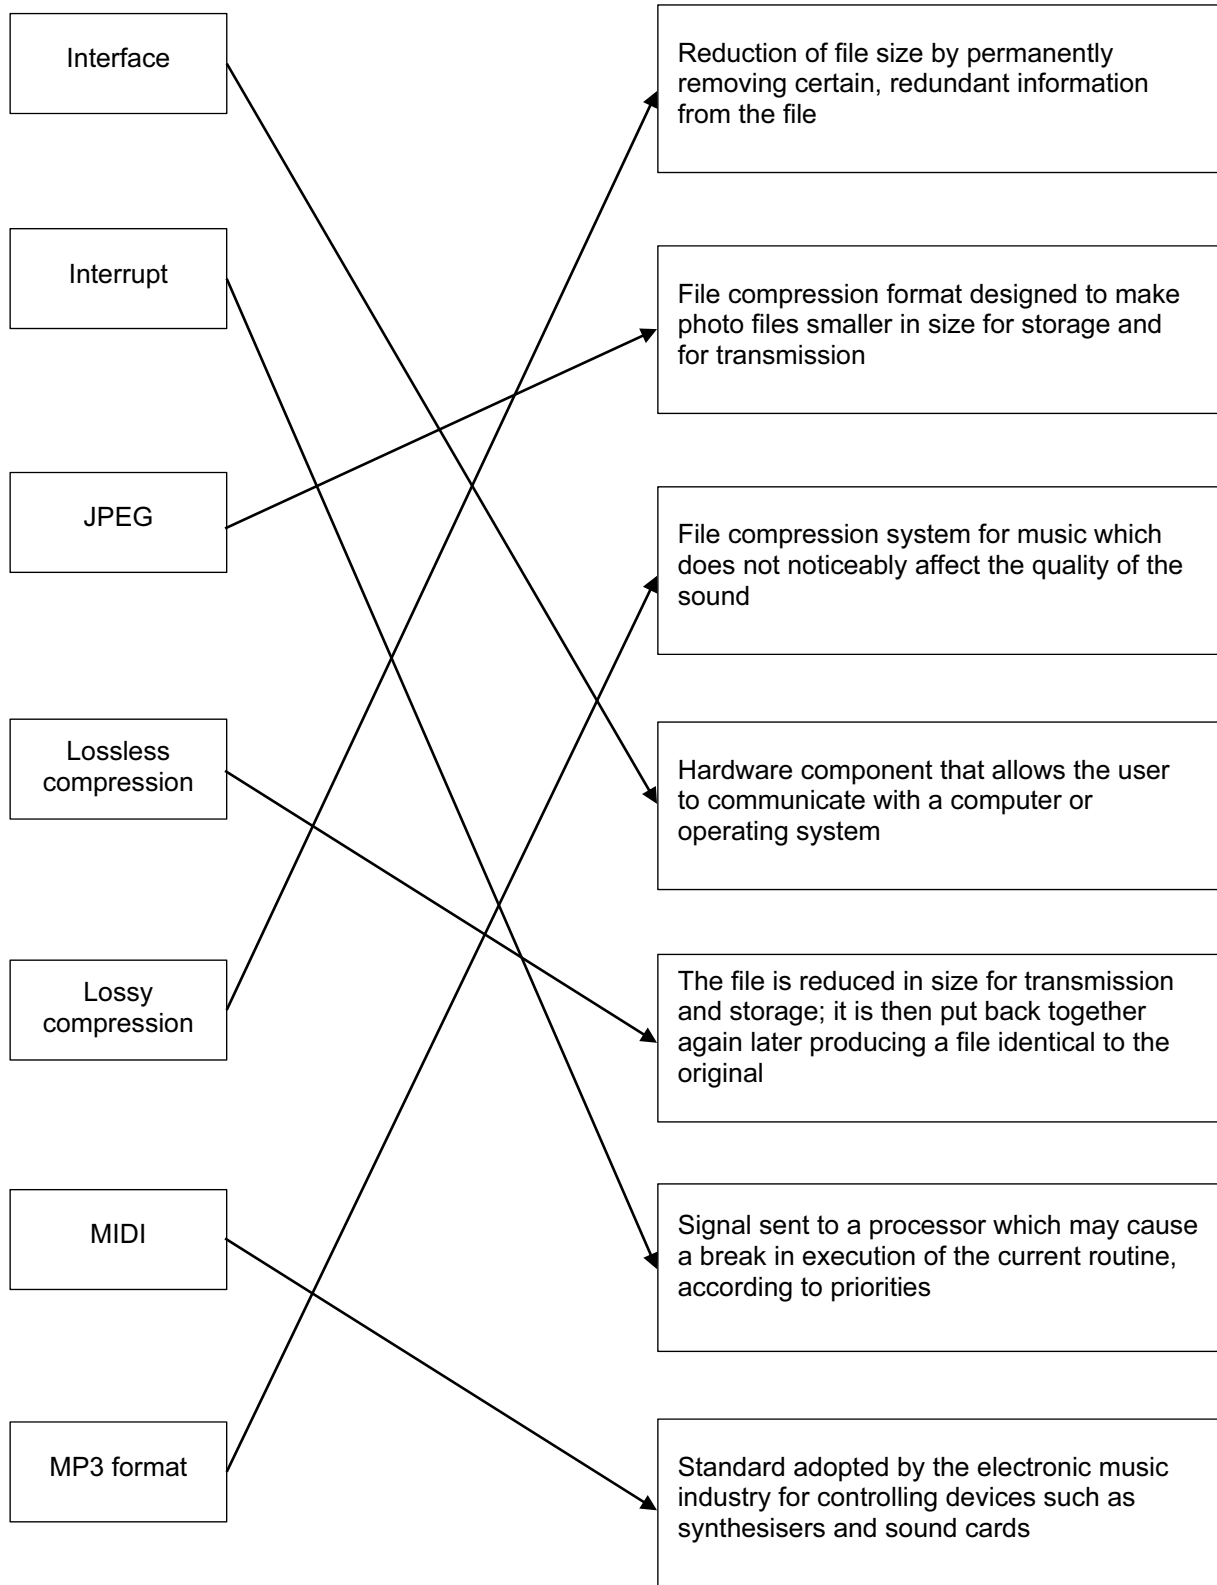 Interface
Interrupt
JPEG
Lossless
compression
Lossy
compression
MIDI
MP3 format
Reduction of file size by permanently
removing certain, redundant information
from the file
File compression format designed to make
photo files smaller in size for storage and
for transmission
File compression system for music which
does not noticeably affect the quality of the
sound
Hardware component that allows the user
to communicate with a computer or
operating system
The file is reduced in size for transmission
and storage; it is then put back together
again later producing a file identical to the
original
Signal sent to a processor which may cause
a break in execution of the current routine,
according to priorities
Standard adopted by the electronic music
industry for controlling devices such as
synthesisers and sound cards